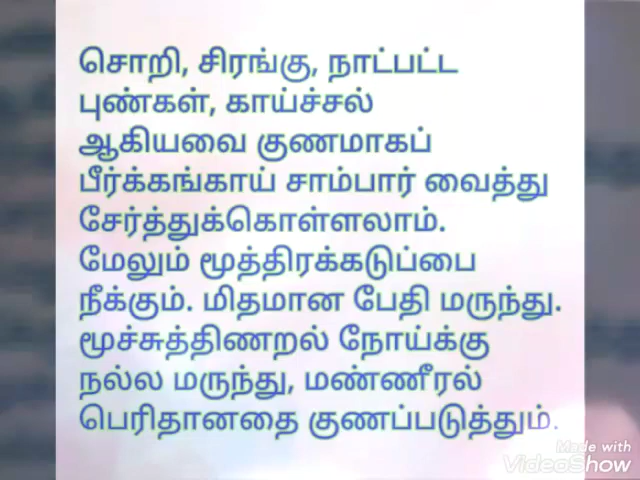 சொறி, சிரங்கு, நாட்பட்ட
புண்கள், காய்ச்சல்
ஆகியவை குணமாகப்
பீர்க்கங்காய் சாம்பார் வைத்து
சேர்த்துக்கொள்ளலாம்.
மேலும் மூத்திரக்கடுப்பை
நீக்கும். மிதமான பேதி மருந்து.
மூச்சுத்திணறல் நோய்க்கு
நல்ல மருந்து, மண்ணீரல்
பெரிதானதை குணப்படுத்தும்.
Made with
VideoShow